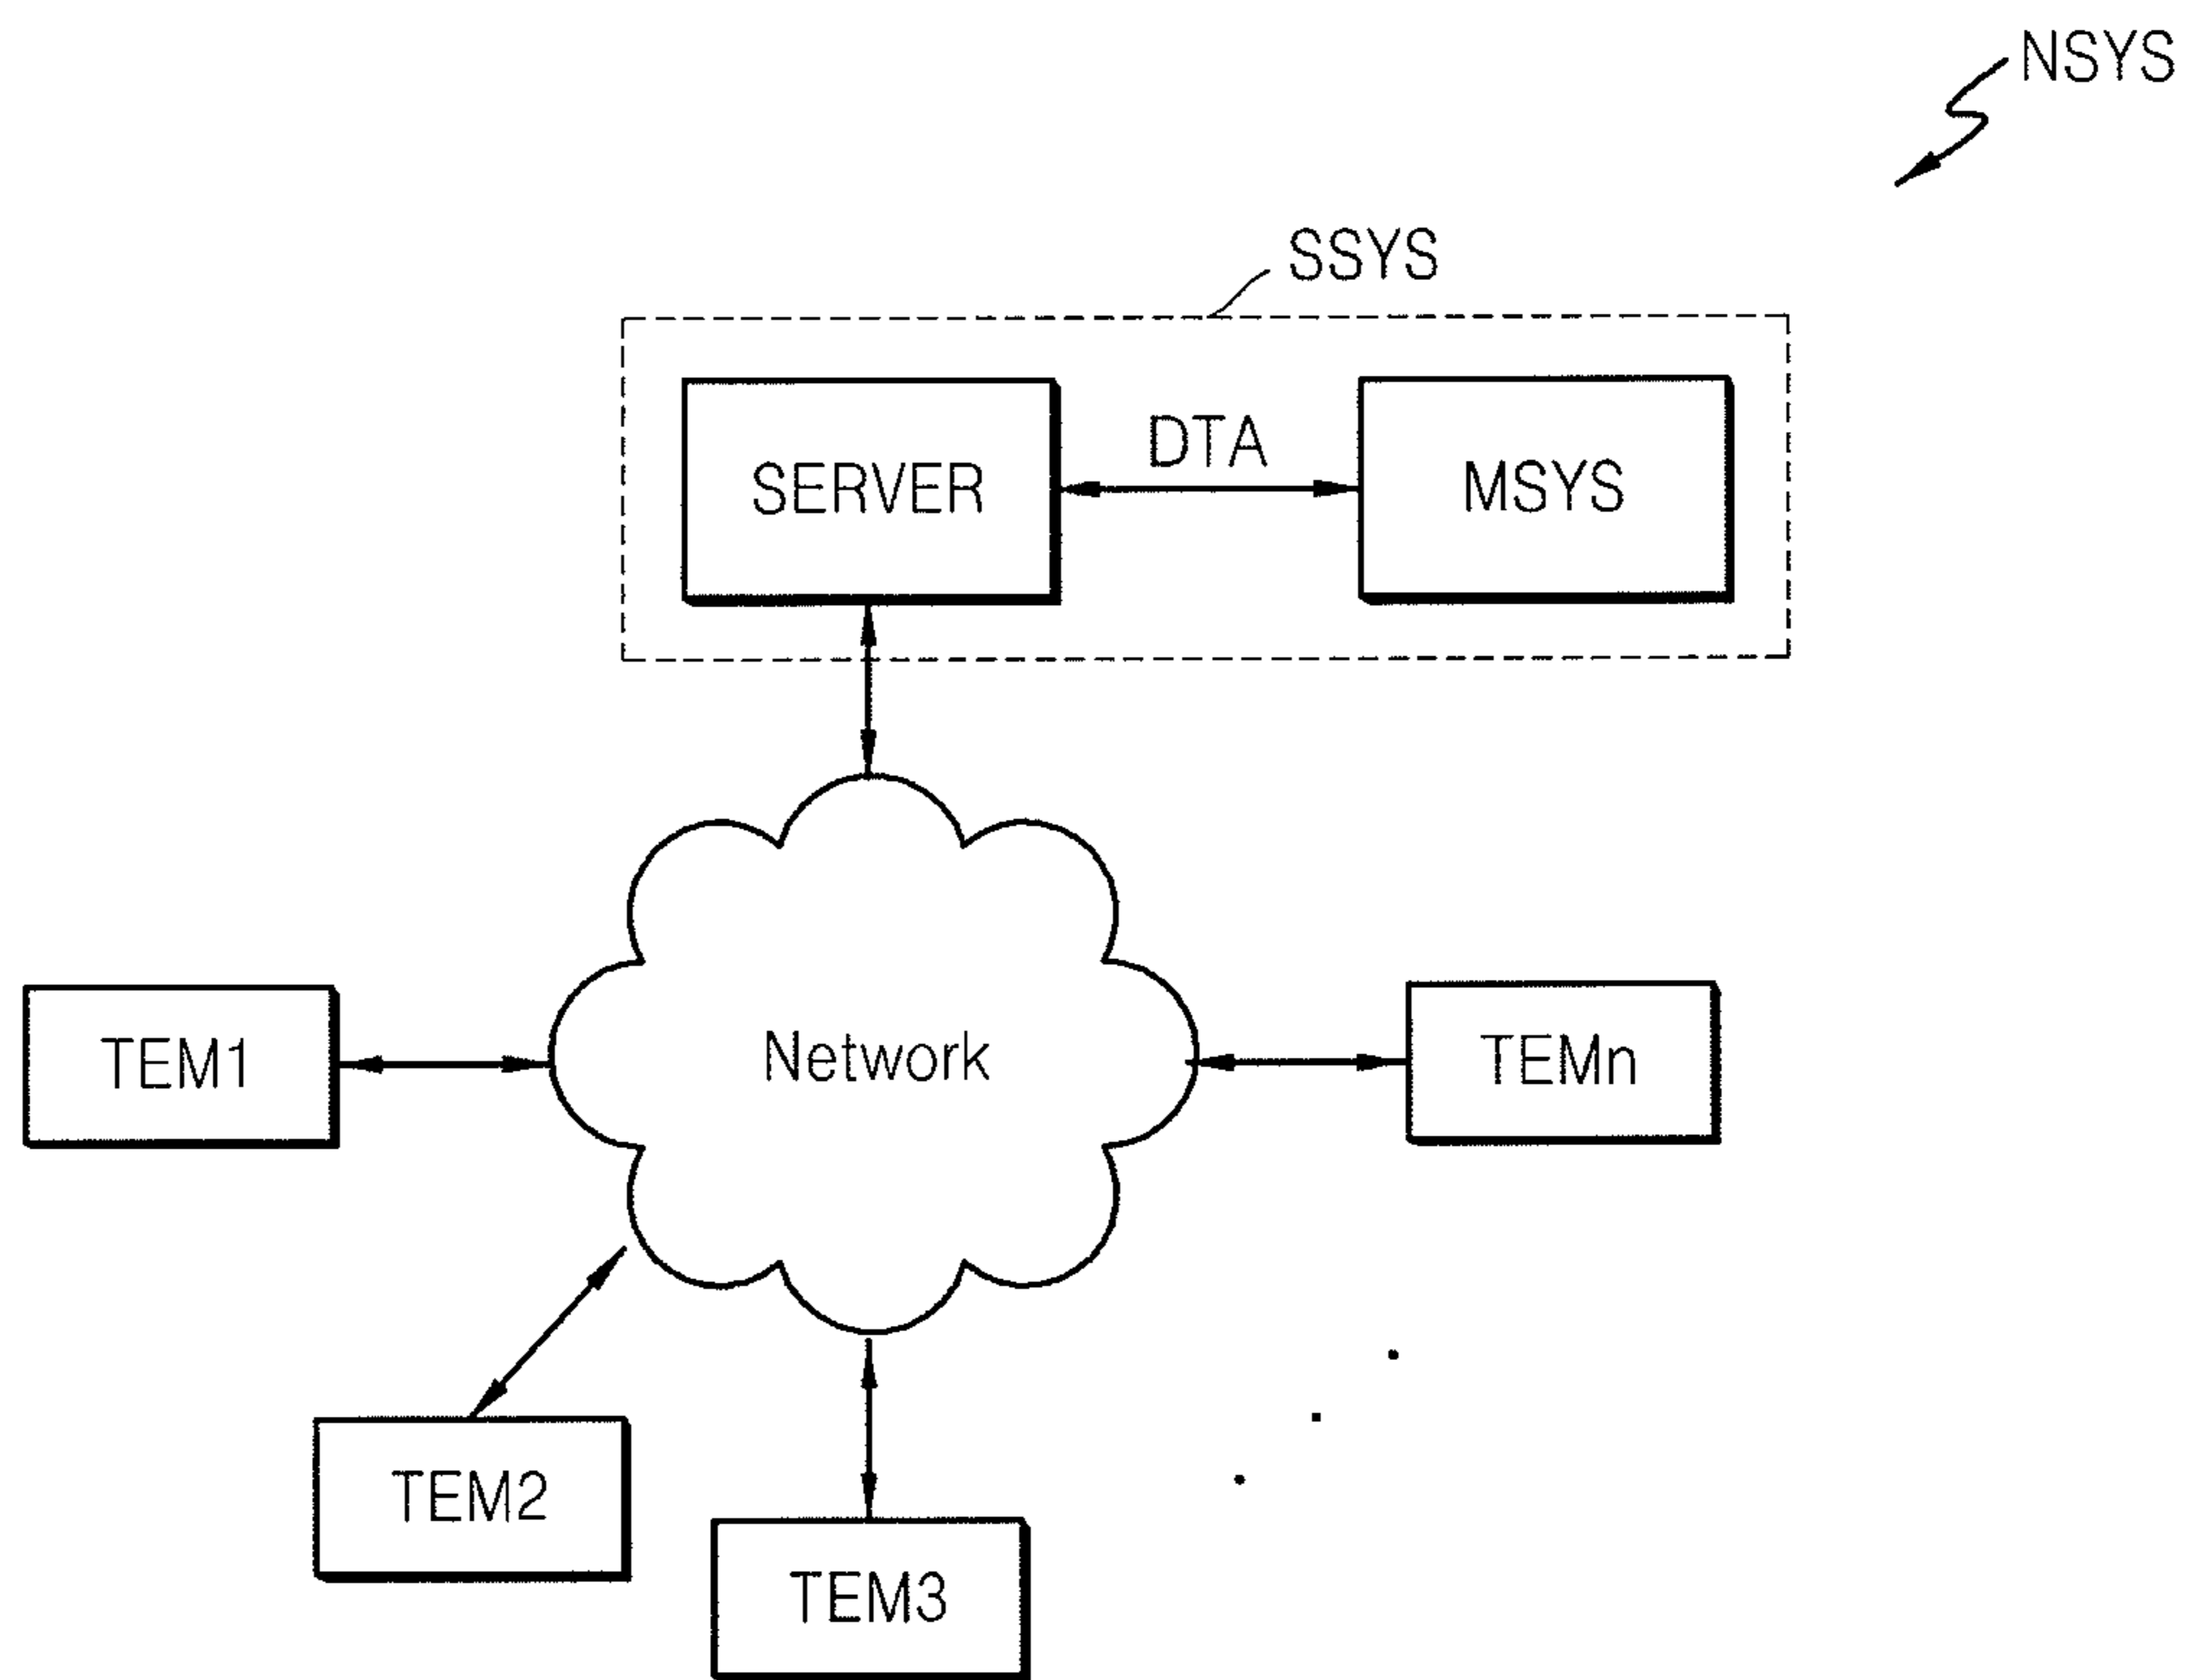 NSYS
SSYS
SERVER
DTA
MSYS
TEM1
Network
TEMn
TEM2
TEM3